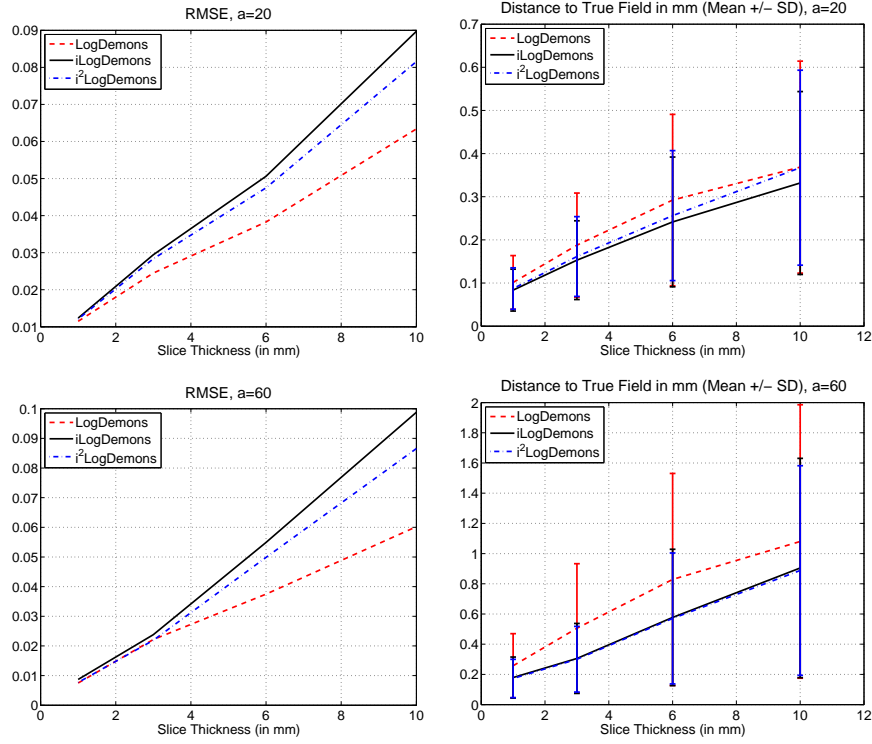 RMSE, a=20
LogDemons
iLogDemons
i²LogDemons
0.09
0.08
0.07
0.06
0.05
0.04
0.03
0.02
0.01
0 2 4 6 8 10
Slice Thickness (in mm)
Distance to True Field in mm (Mean +/− SD), a=20
LogDemons
iLogDemons
i²LogDemons
0.7
0.6
0.5
0.4
0.3
0.2
0.1
0
0 2 4 6 8 10 12
Slice Thickness (in mm)
RMSE, a=60
LogDemons
iLogDemons
i²LogDemons
0.1
0.09
0.08
0.07
0.06
0.05
0.04
0.03
0.02
0.01
0
0 2 4 6 8 10
Slice Thickness (in mm)
Distance to True Field in mm (Mean +/− SD), a=60
LogDemons
iLogDemons
i²LogDemons
2
1.8
1.6
1.4
1.2
1
0.8
0.6
0.4
0.2
0
0 2 4 6 8 10 12
Slice Thickness (in mm)